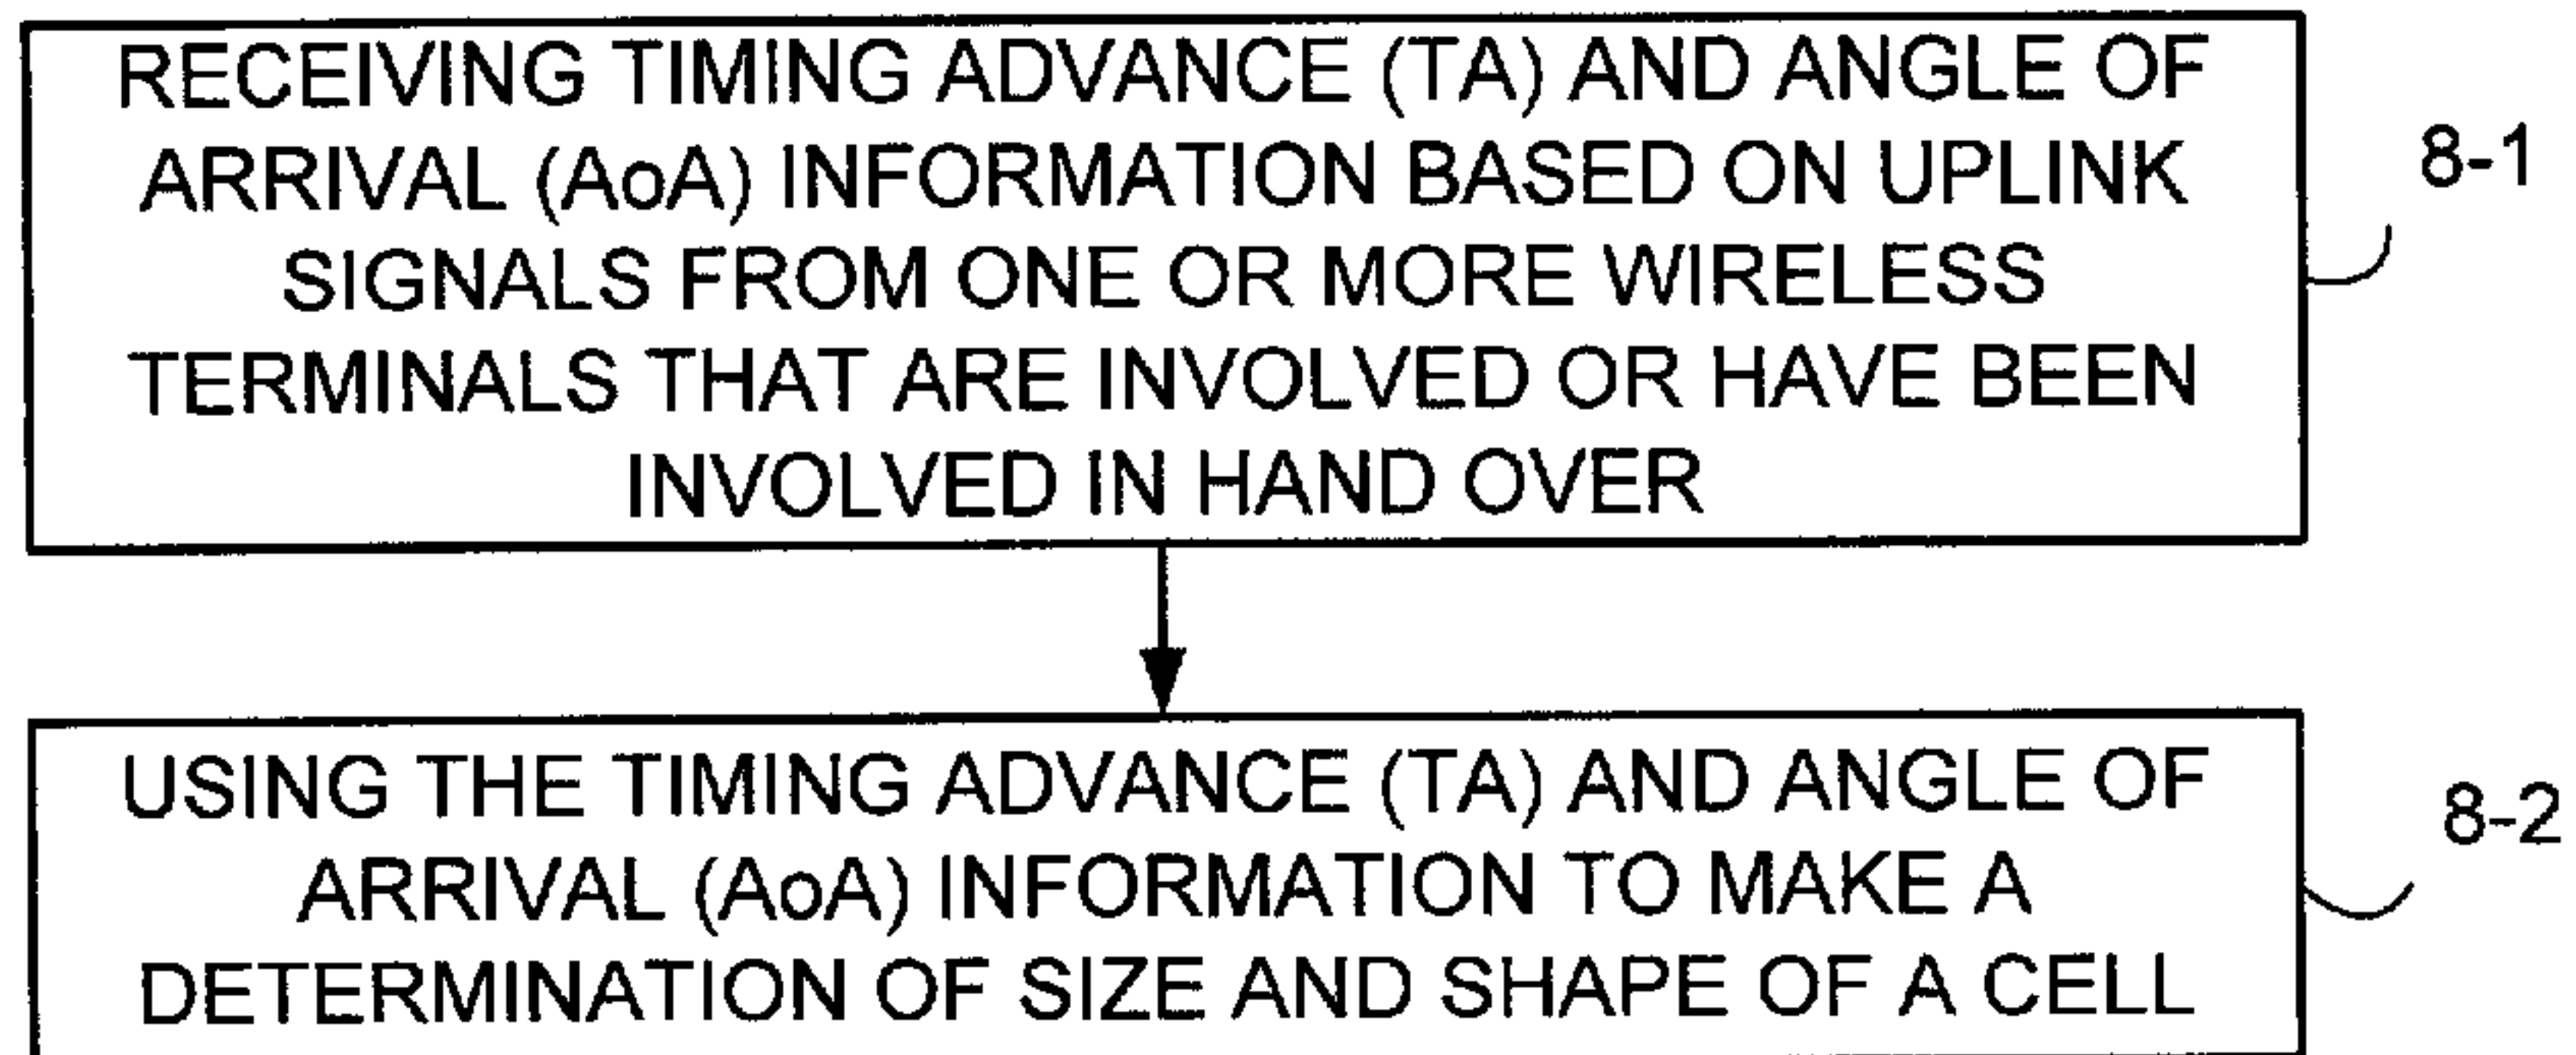 RECEIVING TIMING ADVANCE (TA) AND ANGLE OF
ARRIVAL (AoA) INFORMATION BASED ON UPLINK
SIGNALS FROM ONE OR MORE WIRELESS
TERMINALS THAT ARE INVOLVED OR HAVE BEEN
INVOLVED IN HAND OVER
8-1
USING THE TIMING ADVANCE (TA) AND ANGLE OF
ARRIVAL (AoA) INFORMATION TO MAKE A
DETERMINATION OF SIZE AND SHAPE OF A CELL
8-2